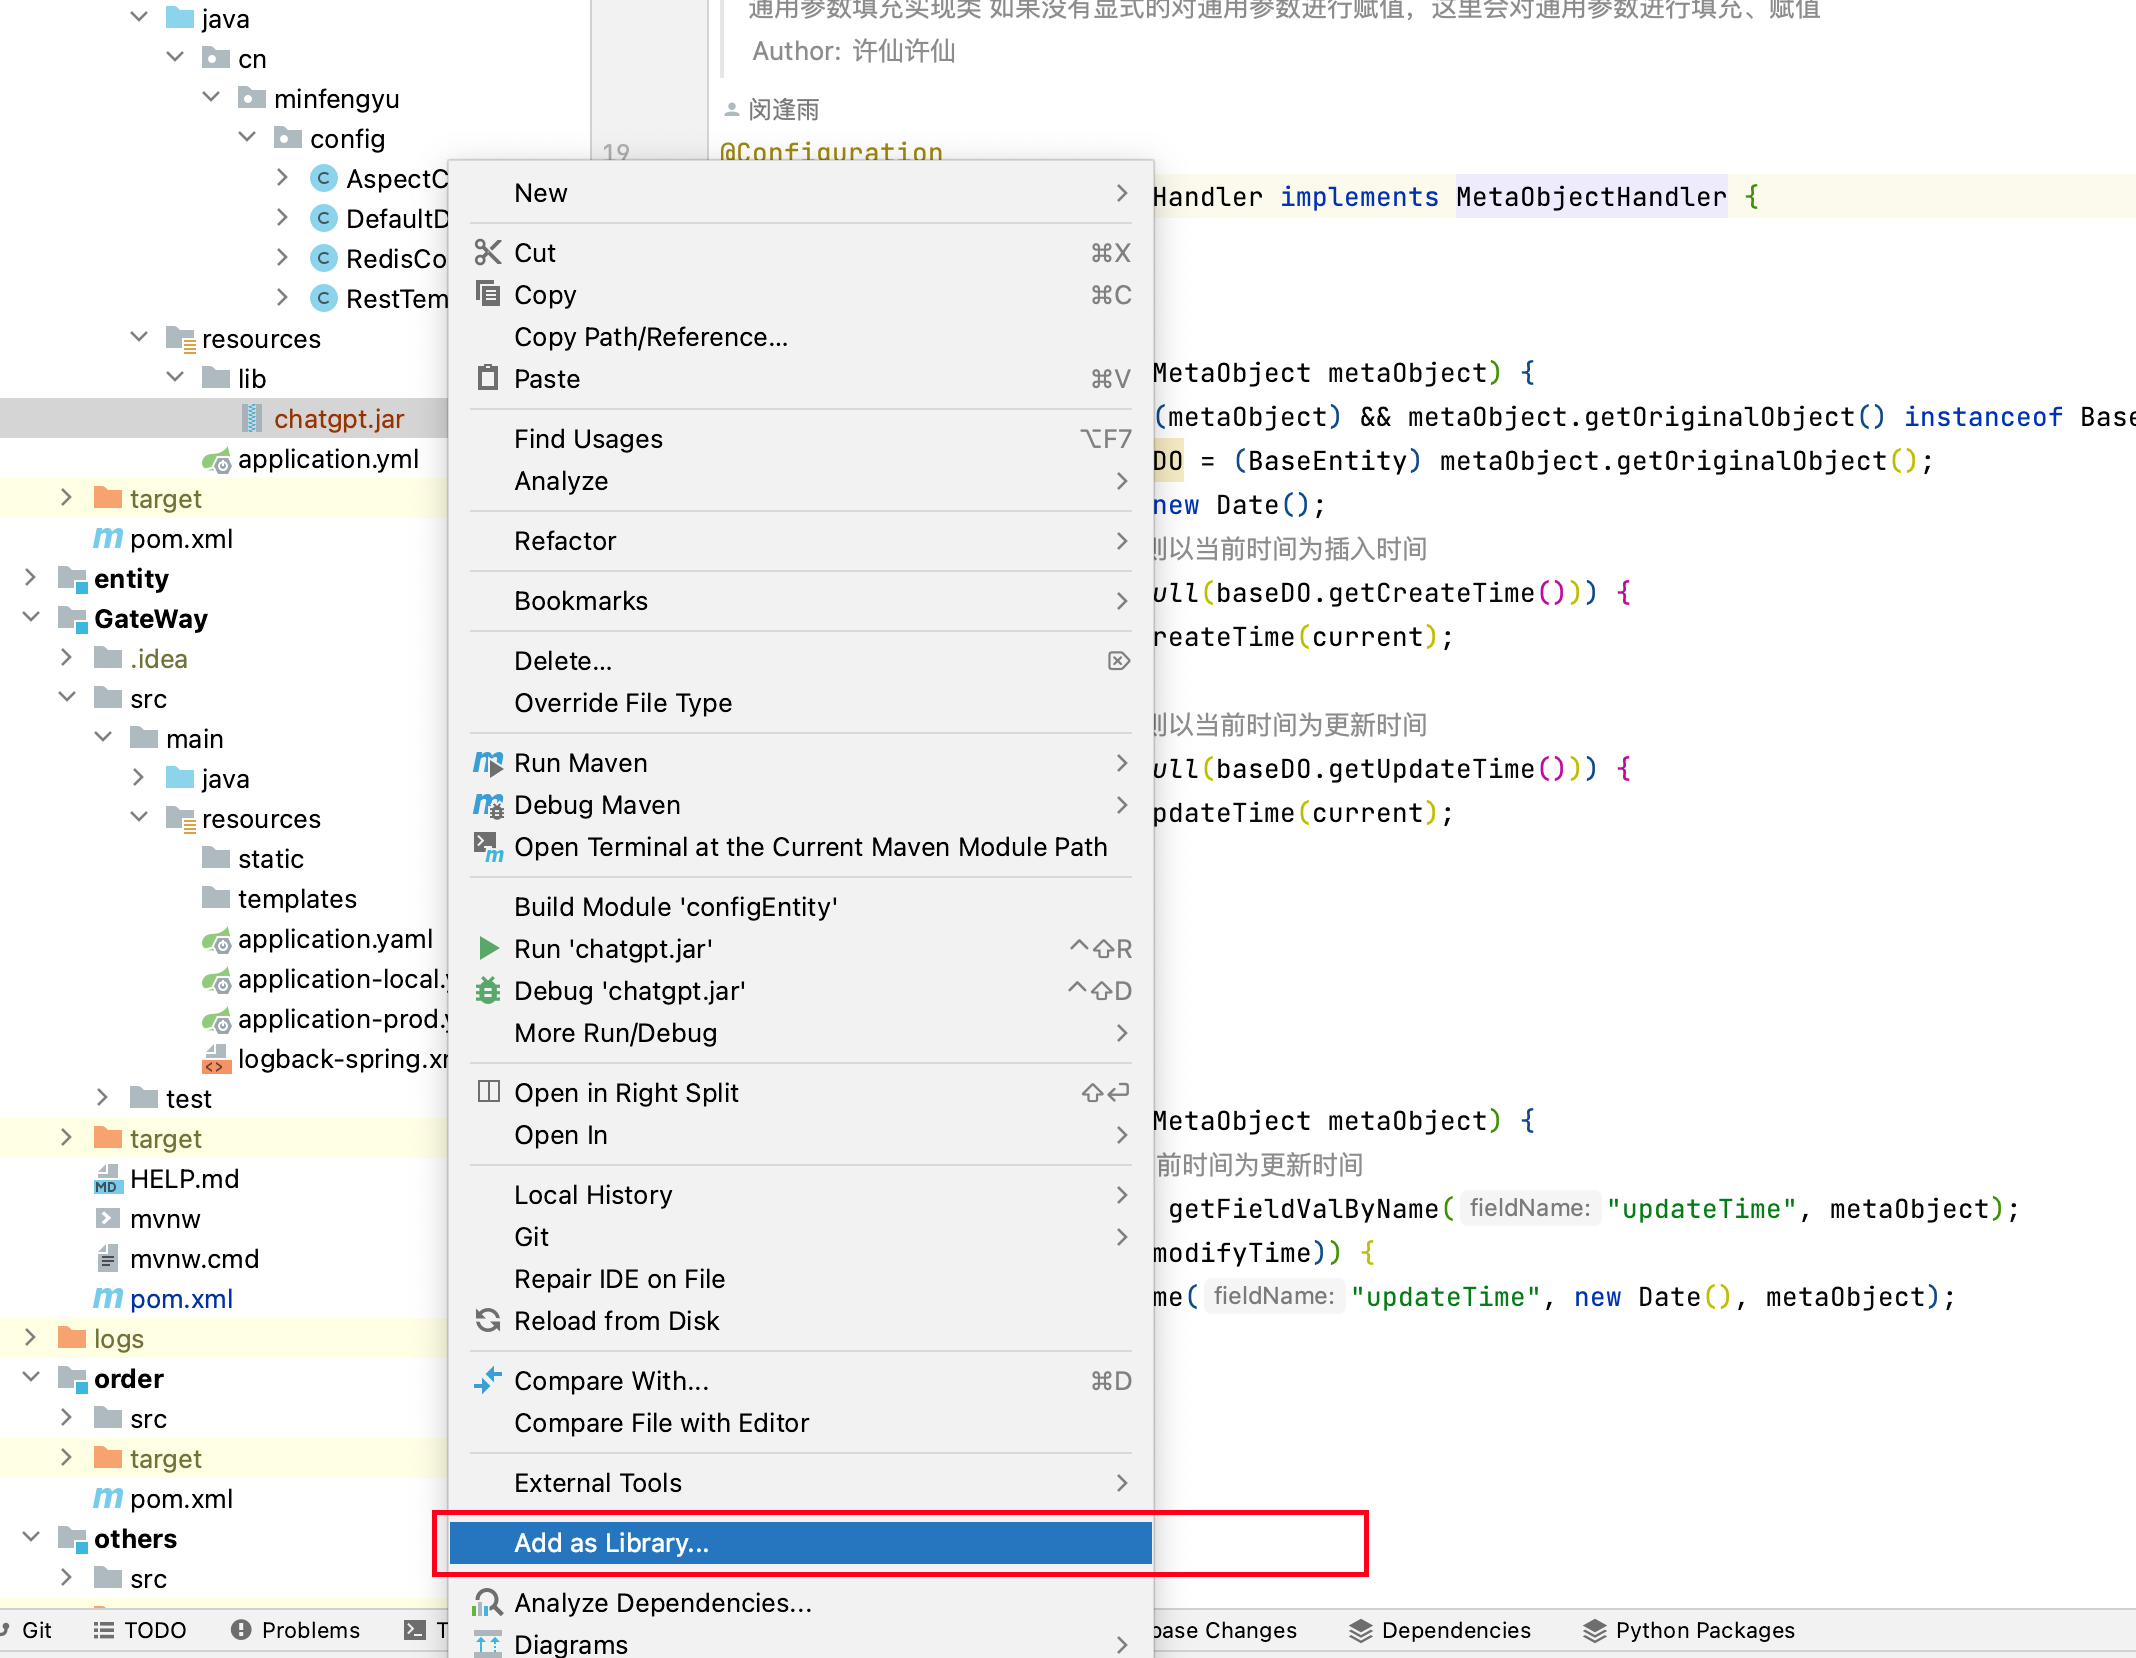 java
cn
minfengyu
config
AspectC
DefaultD
RedisCo
RestTem
resources
lib
chatgpt.jar
application.yml
target
pom.xml
entity
GateWay
.idea
src
main
java
resources
static
templates
application.yaml
application-local.y
application-prod.y
logback-spring.xm
test
target
HELP.md
mvnw
mvnw.cmd
pom.xml
logs
order
src
target
pom.xml
others
src
通用参数填充实现类 如果没有显式的对通用参数进行赋值，这里会对通用参数进行填充、赋值
Author: 许仙许仙
闵逢雨
19 @Configuration
Handler implements MetaObjectHandler {
MetaObject metaObject) {
(metaObject) && metaObject.getOriginalObject() instanceof Base
DO = (BaseEntity) metaObject.getOriginalObject();
new Date();
则以当前时间为插入时间
ull(baseDO.getCreateTime())) {
reateTime(current);
则以当前时间为更新时间
ull(baseDO.getUpdateTime())) {
pdateTime(current);
MetaObject metaObject) {
前时间为更新时间
getFieldValByName( fieldName: "updateTime", metaObject);
modifyTime)) {
me( fieldName: "updateTime", new Date(), metaObject);
New
Cut ⌘X
Copy ⌘C
Copy Path/Reference...
Paste ⌘V
Find Usages ⌥F7
Analyze
Refactor
Bookmarks
Delete... ⌦
Override File Type
Run Maven
Debug Maven
Open Terminal at the Current Maven Module Path
Build Module 'configEntity'
Run 'chatgpt.jar' ^⇧R
Debug 'chatgpt.jar' ^⇧D
More Run/Debug
Open in Right Split ⇧↩
Open In
Local History
Git
Repair IDE on File
Reload from Disk
Compare With... ⌘D
Compare File with Editor
External Tools
Add as Library...
Analyze Dependencies...
Diagrams
Git TODO Problems T base Changes Dependencies Python Packages